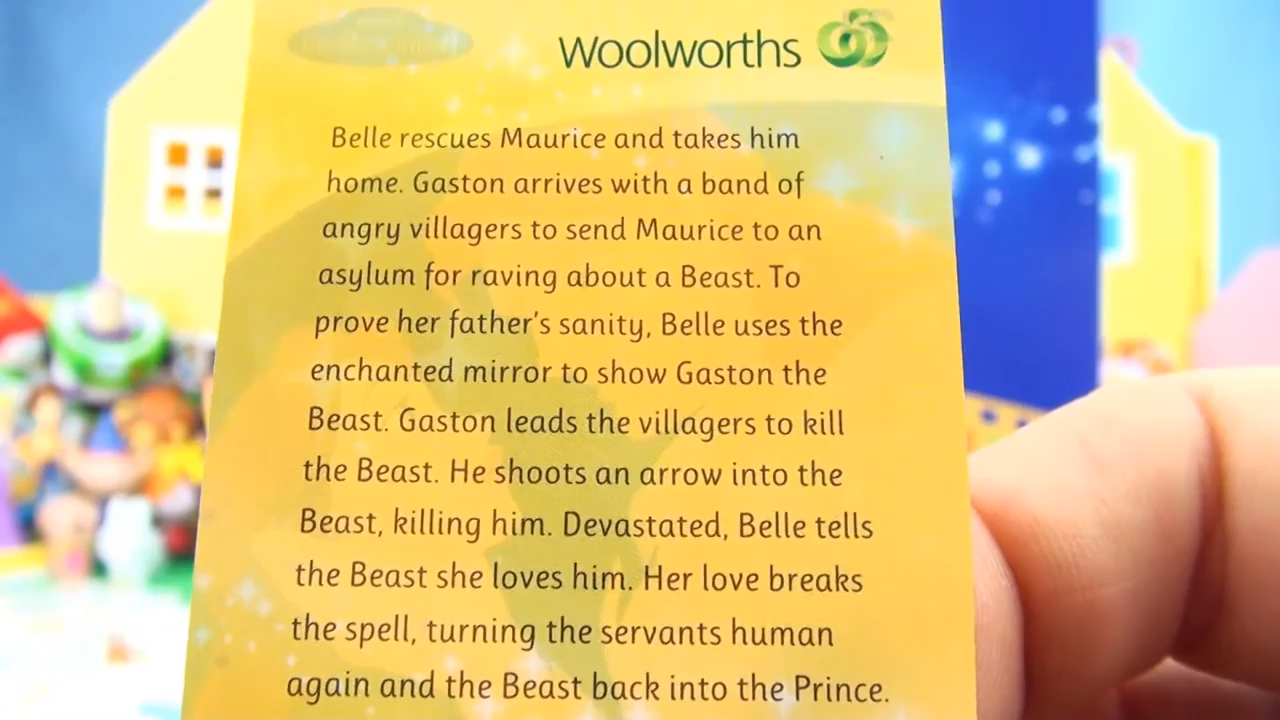 Woolworths
Belle rescues Maurice and takes him
home. Gaston arrives with a band of
angry villagers to send Maurice to an
asylum for raving about a Beast. To
prove her father's sanity, Belle uses the
enchanted mirror to show Gaston the
Beast. Gaston leads the villagers to kill
the Beast. He shoots an arrow into the
Beast, killing him. Devastated, Belle tells
the Beast she loves him. Her love breaks
the spell, turning the servants human
again and the Beast back into the Prince.